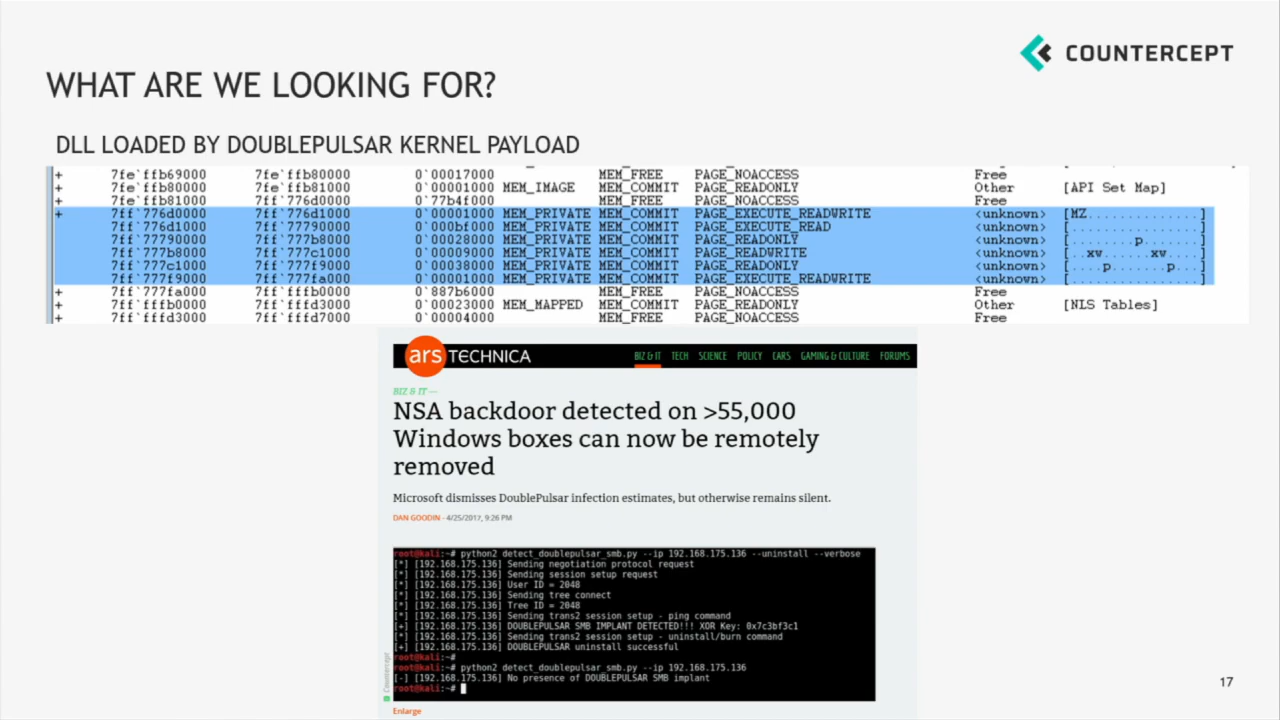 COUNTERCEPT
WHAT ARE WE LOOKING FOR?
DLL LOADED BY DOUBLEPULSAR KERNEL PAYLOAD
+ 7fe`ffb69000 7fe`ffb80000 0`00017000 MEM_FREE PAGE_NOACCESS Free
+ 7fe`ffb80000 7fe`ffb81000 0`00001000 MEM_IMAGE MEM_COMMIT PAGE_READONLY Other [API Set Map]
+ 7fe`ffb81000 7ff`776d0000 0`77b4f000 MEM_FREE PAGE_NOACCESS Free
+ 7ff`776d0000 7ff`776d1000 0`00001000 MEM_PRIVATE MEM_COMMIT PAGE_EXECUTE_READWRITE <unknown> [MZ..............]
7ff`776d1000 7ff`77790000 0`000bf000 MEM_PRIVATE MEM_COMMIT PAGE_EXECUTE_READ <unknown> [................]
7ff`77790000 7ff`777b8000 0`00028000 MEM_PRIVATE MEM_COMMIT PAGE_READONLY <unknown> [.........p......]
7ff`777b8000 7ff`777c1000 0`00009000 MEM_PRIVATE MEM_COMMIT PAGE_READWRITE <unknown> [..xv......xv....]
7ff`777c1000 7ff`777f9000 0`00038000 MEM_PRIVATE MEM_COMMIT PAGE_READONLY <unknown> [....p.......p...]
7ff`777f9000 7ff`777fa000 0`00001000 MEM_PRIVATE MEM_COMMIT PAGE_EXECUTE_READWRITE <unknown> [................]
+ 7ff`777fa000 7ff`fffb0000 0`887b6000 MEM_FREE PAGE_NOACCESS Free
+ 7ff`fffb0000 7ff`fffd3000 0`00023000 MEM_MAPPED MEM_COMMIT PAGE_READONLY Other [NLS Tables]
+ 7ff`fffd3000 7ff`fffd7000 0`00004000 MEM_FREE PAGE_NOACCESS Free
ars TECHNICA BIZ & IT TECH SCIENCE POLICY CARS GAMING & CULTURE FORUMS
BIZ & IT —
NSA backdoor detected on >55,000
Windows boxes can now be remotely
removed
Microsoft dismisses DoublePulsar infection estimates, but otherwise remains silent.
DAN GOODIN - 4/25/2017, 9:26 PM
root@kali:~# python2 detect_doublepulsar_smb.py --ip 192.168.175.136 --uninstall --verbose
[*] [192.168.175.136] Sending negotiation protocol request
[*] [192.168.175.136] Sending session setup request
[*] [192.168.175.136] User ID = 2048
[*] [192.168.175.136] Sending tree connect
[*] [192.168.175.136] Tree ID = 2048
[*] [192.168.175.136] Sending trans2 session setup - ping command
[+] [192.168.175.136] DOUBLEPULSAR SMB IMPLANT DETECTED!!! XOR Key: 0x7c3bf3c1
[*] [192.168.175.136] Sending trans2 session setup - uninstall/burn command
[+] [192.168.175.136] DOUBLEPULSAR uninstall successful
root@kali:~#
root@kali:~# python2 detect_doublepulsar_smb.py --ip 192.168.175.136
[-] [192.168.175.136] No presence of DOUBLEPULSAR SMB implant
root@kali:~#
Countercept
Enlarge
17